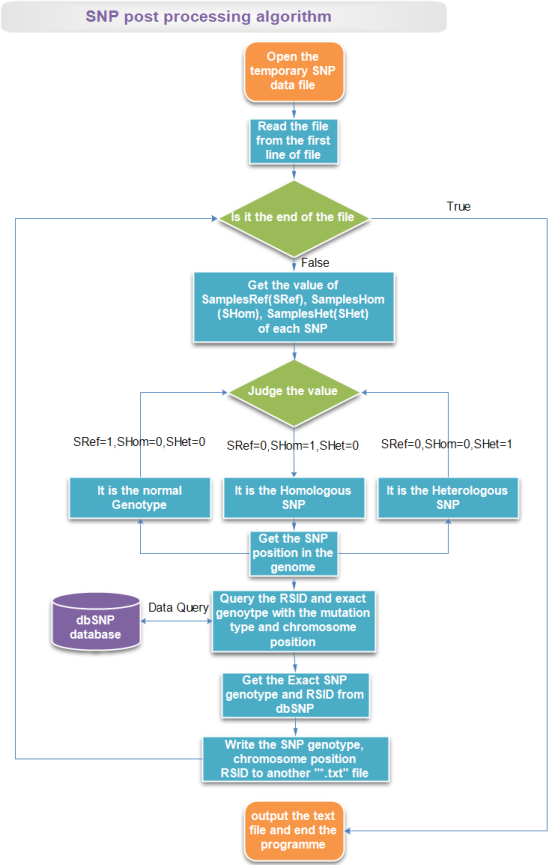 SNP post processing algorithm
Open the
temporary SNP
data file
Read the file
from the first
line of file
Is it the end of the file
True
False
Get the value of
SamplesRef(SRef), SamplesHom
(SHom), SamplesHet(SHet)
of each SNP
Judge the value
SRef=1,SHom=0,SHet=0
SRef=0,SHom=1,SHet=0
SRef=0,SHom=0,SHet=1
It is the normal
Genotype
It is the Homologous
SNP
It is the Heterologous
SNP
Get the SNP
position in the
genome
dbSNP
database
Data Query
Query the RSID and exact
genoytpe with the mutation
type and chromosome
position
Get the Exact SNP
genotype and RSID from
dbSNP
Write the SNP genotype,
chromosome position
RSID to another "*.txt" file
output the text
file and end the
programme